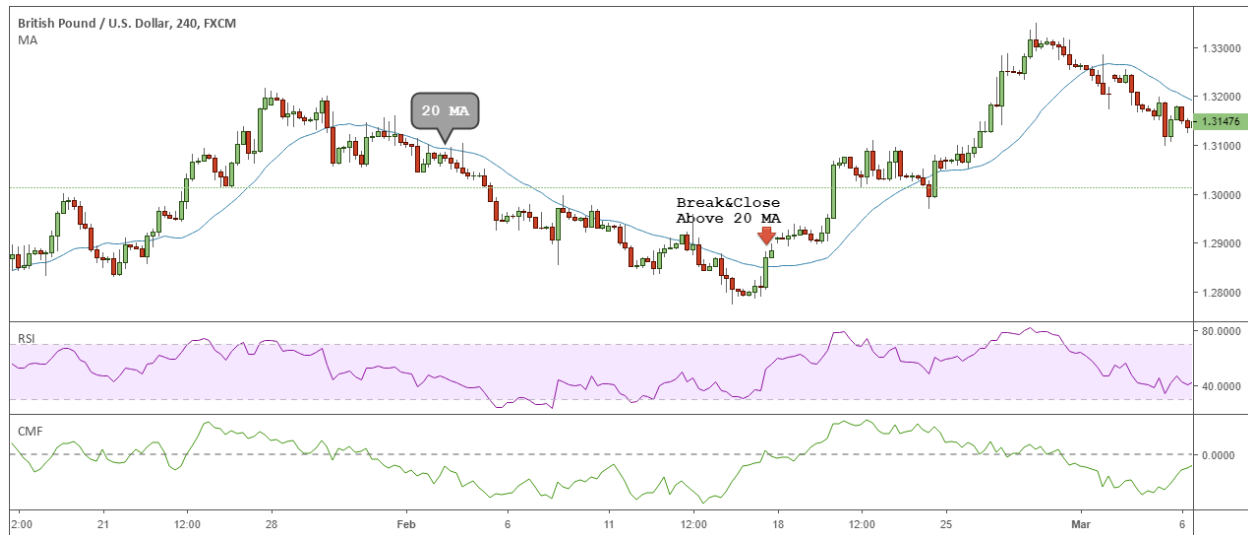 British Pound / U.S. Dollar, 240, FXCM
MA
1.33000
20 MA
1.32000
1.31476
1.31000
1.30000
Break&Close
Above 20 MA
1.29000
1.28000
RSI
80.0000
40.0000
CMF
0.0000
2:00 21 12:00 28 Feb 6 11 12:00 18 12:00 25 Mar 6